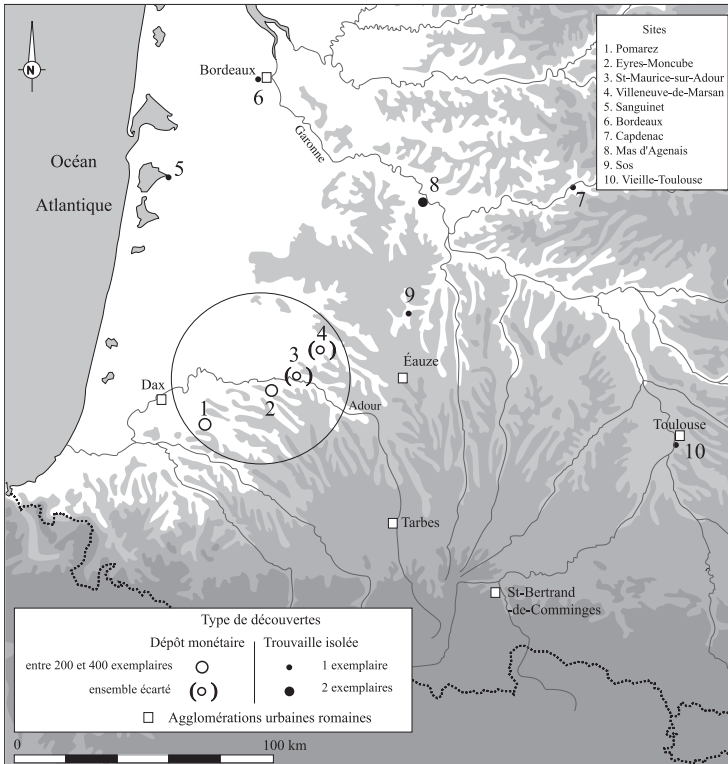 Sites
1. Pomarez
2. Eyres-Moncube
3. St-Maurice-sur-Adour
4. Villeneuve-de-Marsan
5. Sanguinet
6. Bordeaux
7. Capdenac
8. Mas d'Agenais
9. Sos
10. Vieille-Toulouse
N
Bordeaux
6
Garonne
Océan
Atlantique
5
8
7
9
4
3
Éauze
Dax
2
1
Adour
Toulouse
10
Tarbes
St-Bertrand
-de-Comminges
Type de découvertes
Dépôt monétaire
Trouvaille isolée
entre 200 et 400 exemplaires
1 exemplaire
ensemble écarté
2 exemplaires
Agglomérations urbaines romaines
0
100 km